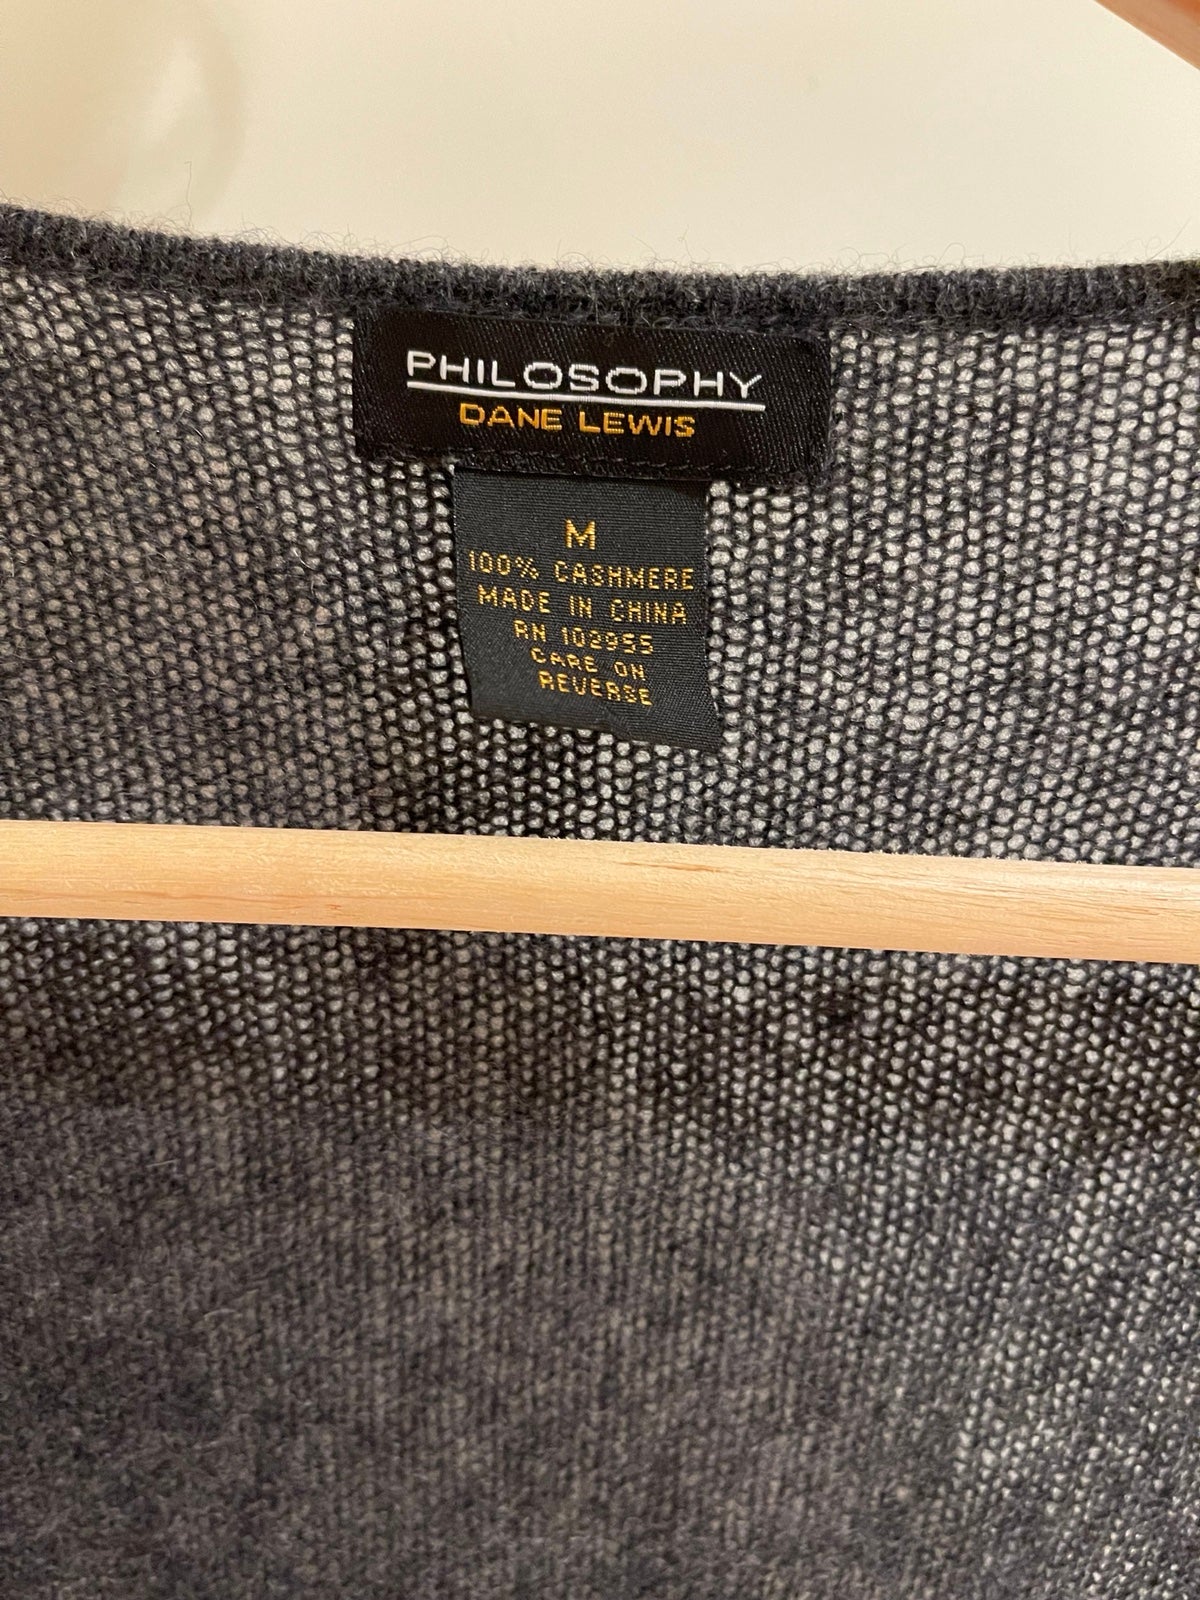 PHILOSOPHY
DANE LEWIS
M
100% CASHMERE
MADE IN CHINA
RN 102955
CARE ON
REVERSE